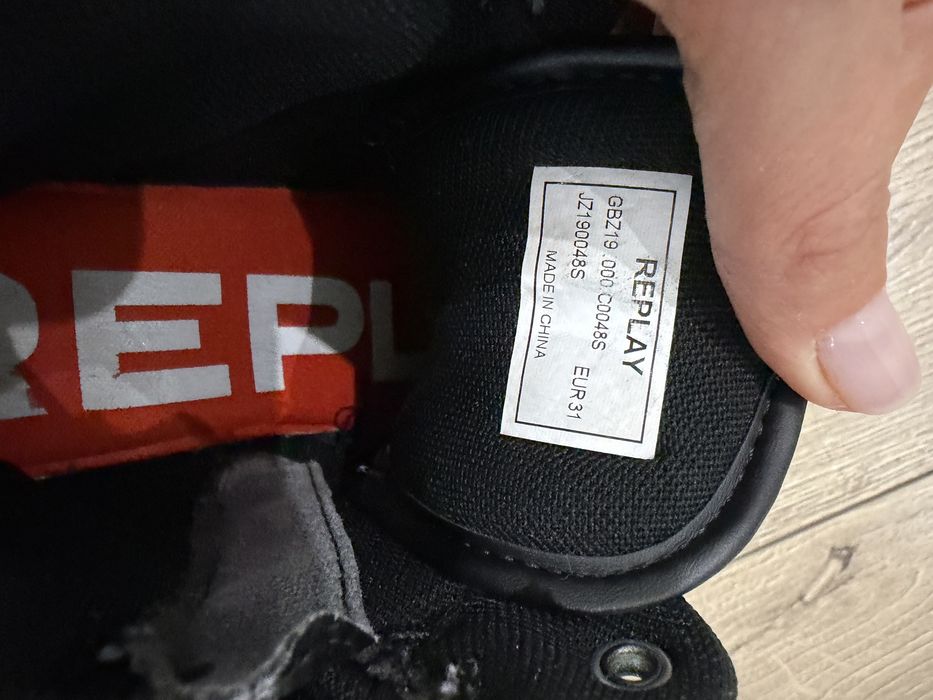 REPLAY
GBZ19 .000.C0048S
JZ190048S EUR31
MADE IN CHINA
REPL